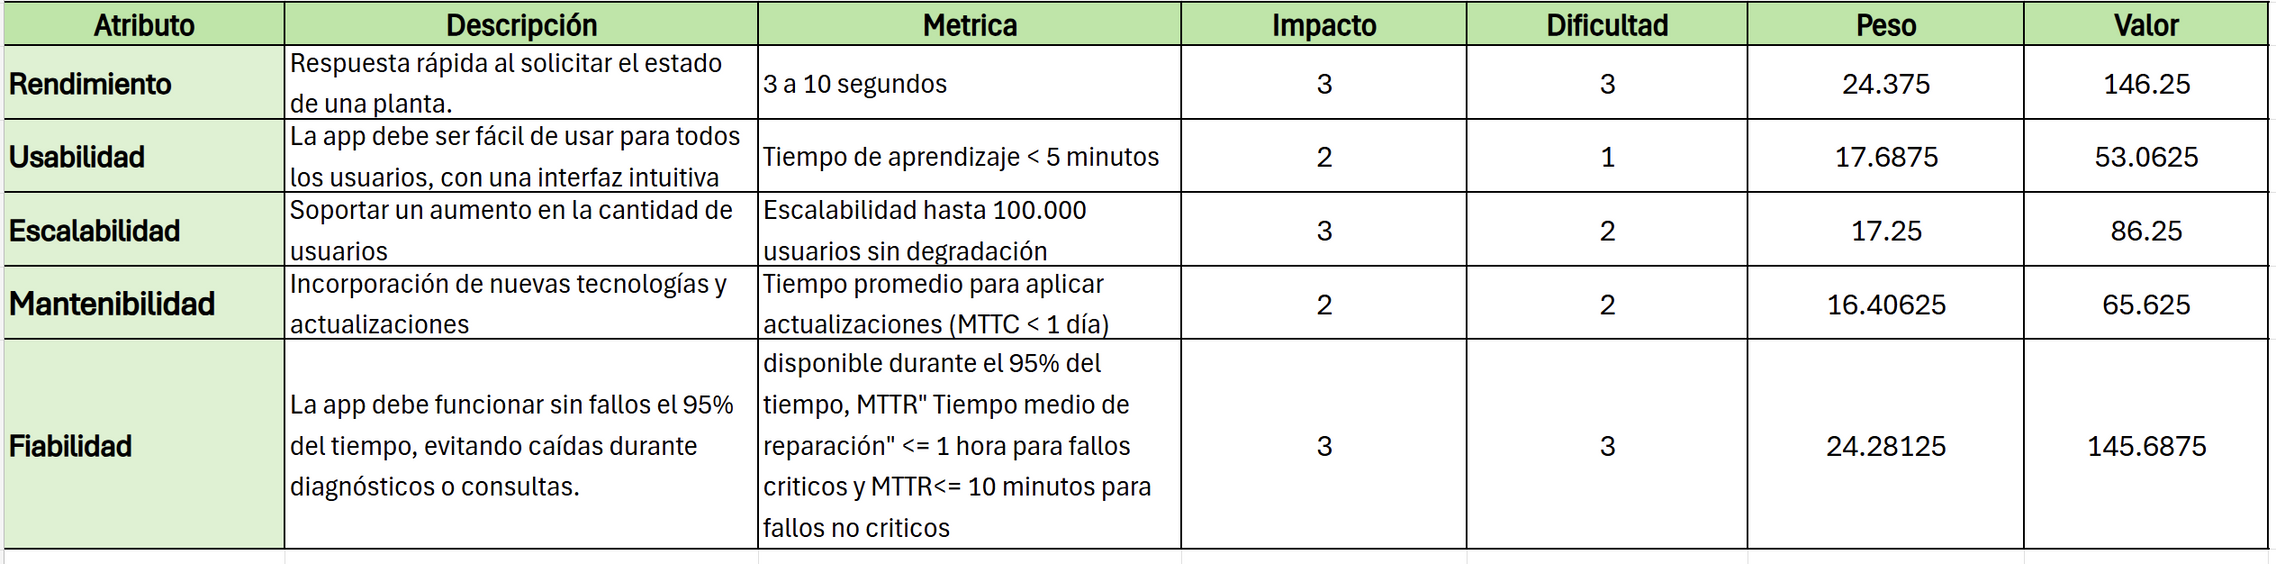 Atributo Descripción Metrica Impacto Dificultad Peso Valor
Rendimiento
Respuesta rápida al solicitar el estado
de una planta.
3 a 10 segundos
3 3 24.375 146.25
Usabilidad
La app debe ser fácil de usar para todos
los usuarios, con una interfaz intuitiva
Tiempo de aprendizaje < 5 minutos
2 1 17.6875 53.0625
Escalabilidad
Soportar un aumento en la cantidad de
usuarios
Escalabilidad hasta 100.000
usuarios sin degradación
3 2 17.25 86.25
Mantenibilidad
Incorporación de nuevas tecnologías y
actualizaciones
Tiempo promedio para aplicar
actualizaciones (MTTC < 1 día)
2 2 16.40625 65.625
Fiabilidad
La app debe funcionar sin fallos el 95%
del tiempo, evitando caídas durante
diagnósticos o consultas.
disponible durante el 95% del
tiempo, MTTR" Tiempo medio de
reparación" <= 1 hora para fallos
criticos y MTTR<= 10 minutos para
fallos no criticos
3 3 24.28125 145.6875